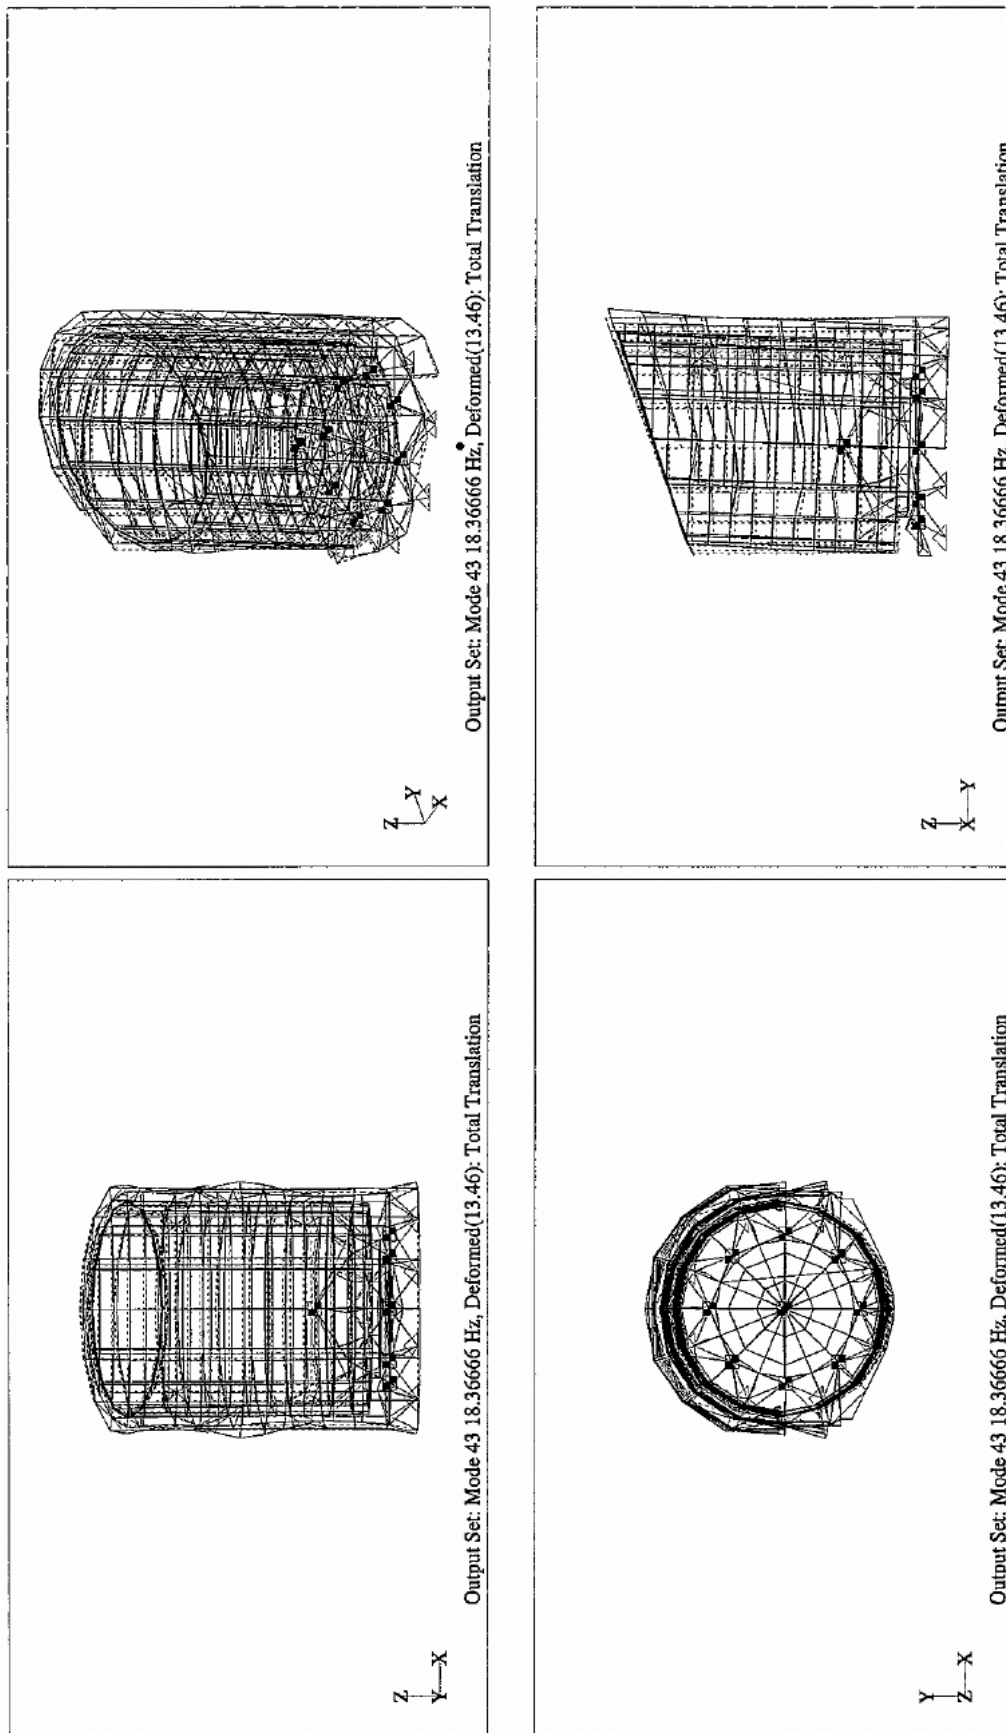 Z
Y
X
Output Set: Mode 43 18.36666 Hz, Deformed(13.46): Total Translation
Z
X Y
Output Set: Mode 43 18.36666 Hz, Deformed(13.46): Total Translation
Z
Y X
Output Set: Mode 43 18.36666 Hz, Deformed(13.46): Total Translation
Y
Z X
Output Set: Mode 43 18.36666 Hz, Deformed(13.46): Total Translation